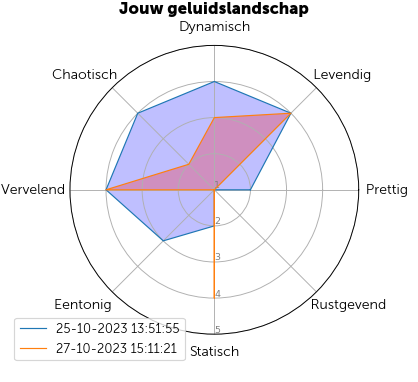 Jouw geluidslandschap
Dynamisch
Chaotisch
Levendig
Vervelend
1
Prettig
2
3
4
Eentonig
Rustgevend
5
Statisch
25-10-2023 13:51:55
27-10-2023 15:11:21